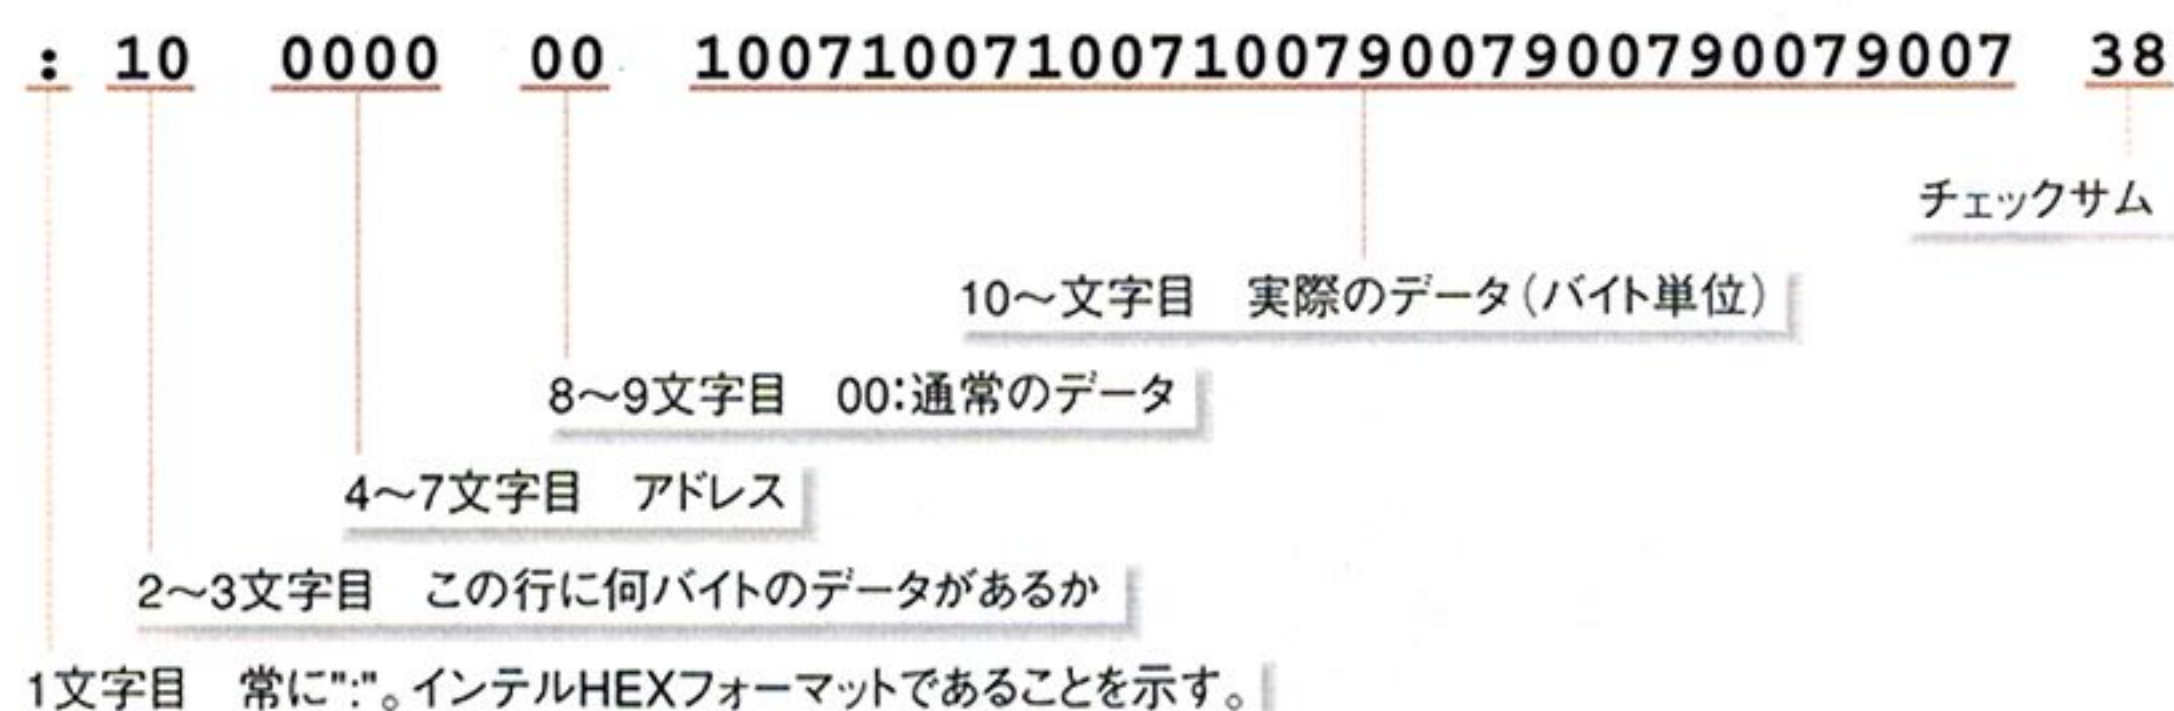 : 10 0000 00 10071007100710079007900790079007 38
チェックサム
10～文字目　実際のデータ（バイト単位）
8～9文字目　00：通常のデータ
4～7文字目　アドレス
2～3文字目　この行に何バイトのデータがあるか
1文字目　常に":"。インテルHEXフォーマットであることを示す。